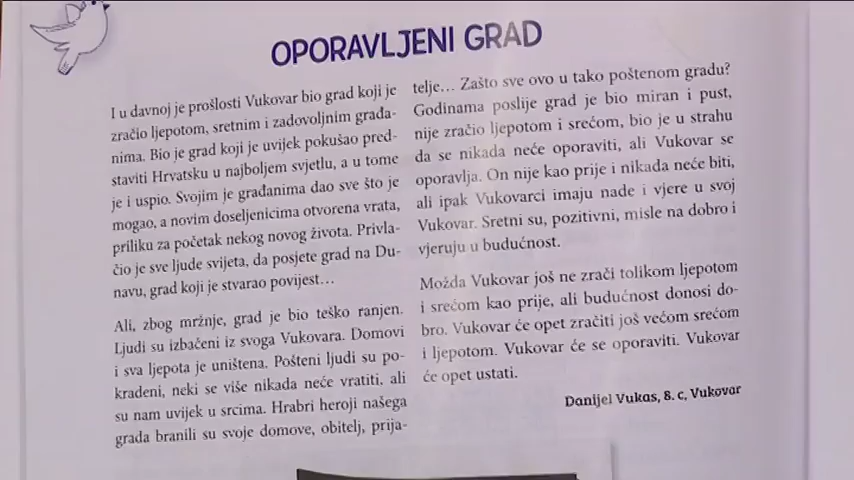 OPORAVLJENI GRAD
I u davnoj je prošlosti Vukovar bio grad koji je
zračio ljepotom, sretnim i zadovoljnim građa-
nima. Bio je grad koji je uvijek pokušao pred-
staviti Hrvatsku u najboljem svjetlu, a u tome
je i uspio. Svojim je građanima dao sve što je
mogao, a novim doseljenicima otvorena vrata,
priliku za početak nekog novog života. Privla-
čio je sve ljude svijeta, da posjete grad na Du-
navu, grad koji je stvarao povijest...
Ali, zbog mržnje, grad je bio teško ranjen.
Ljudi su izbačeni iz svoga Vukovara. Domovi
i sva ljepota je uništena. Pošteni ljudi su po-
kradeni, neki se više nikada neće vratiti, ali
su nam uvijek u srcima. Hrabri heroji našega
grada branili su svoje domove, obitelj, prija-
telje... Zašto sve ovo u tako poštenom gradu?
Godinama poslije grad je bio miran i pust,
nije zračio ljepotom i srećom, bio je u strahu
da se nikada neće oporaviti, ali Vukovar se
oporavlja. On nije kao prije i nikada neće biti,
ali ipak Vukovarci imaju nade i vjere u svoj
Vukovar. Sretni su, pozitivni, misle na dobro i
vjeruju u budućnost.
Možda Vukovar još ne zrači tolikom ljepotom
i srećom kao prije, ali budućnost donosi do-
bro. Vukovar će opet zračiti još većom srećom
i ljepotom. Vukovar će se oporaviti. Vukovar
će opet ustati.
Danijel Vukas, 8. c, Vukovar